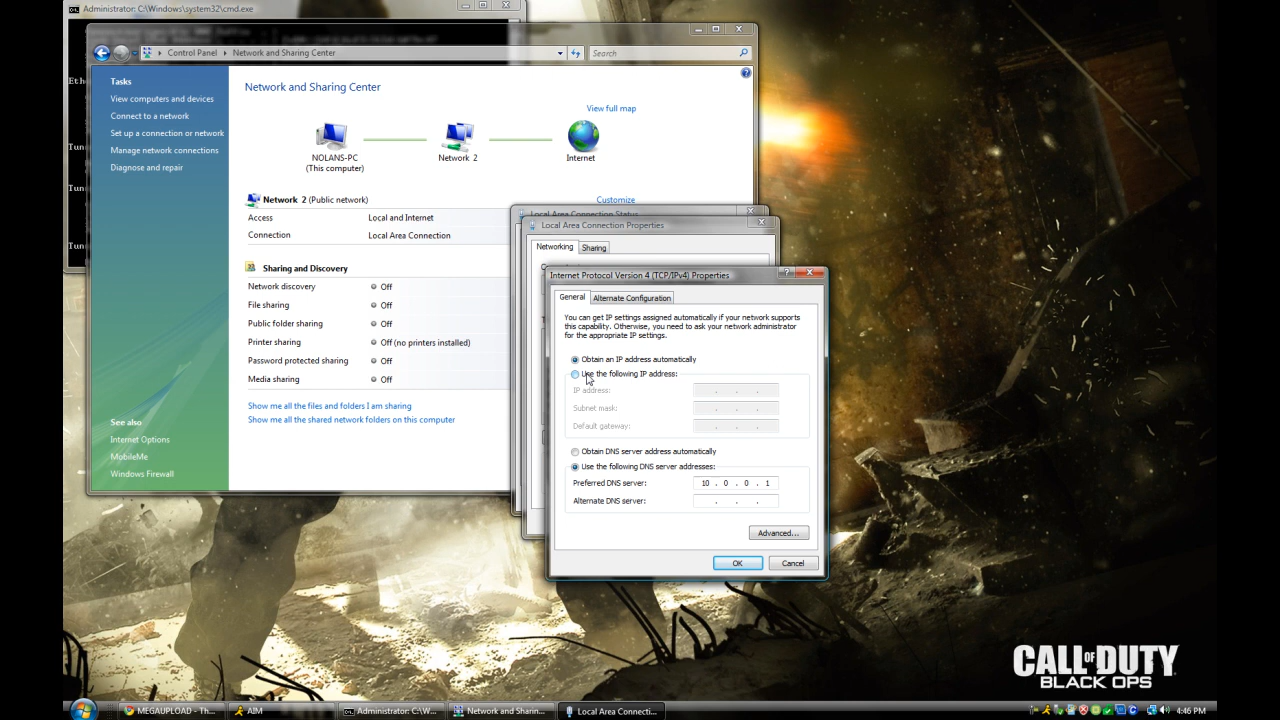 Administrator: C:\Windows\system32\cmd.exe
Control Panel
Network and Sharing Center
Search
Ethe
Tun
Tun
Tun
Tasks
View computers and devices
Connect to a network
Set up a connection or network
Manage network connections
Diagnose and repair
See also
Internet Options
MobileMe
Windows Firewall
Network and Sharing Center
View full map
NOLANS-PC
(This computer)
Network 2
Internet
Network 2 (Public network)
Customize
Access
Local and Internet
Connection
Local Area Connection
Sharing and Discovery
Network discovery
Off
File sharing
Off
Public folder sharing
Off
Printer sharing
Off (no printers installed)
Password protected sharing
Off
Media sharing
Off
Show me all the files and folders I am sharing
Show me all the shared network folders on this computer
Local Area Connection Status
Local Area Connection Properties
Networking
Sharing
Internet Protocol Version 4 (TCP/IPv4) Properties
General
Alternate Configuration
You can get IP settings assigned automatically if your network supports
this capability. Otherwise, you need to ask your network administrator
for the appropriate IP settings.
Obtain an IP address automatically
Use the following IP address:
IP address:
Subnet mask:
Default gateway:
Obtain DNS server address automatically
Use the following DNS server addresses:
Preferred DNS server:
10 . 0 . 0 . 1
Alternate DNS server:
Advanced...
OK
Cancel
CALL OF DUTY
BLACK OPS
MEGAUPLOAD - Th...
AIM
Administrator: C:\W...
Network and Sharin...
Local Area Connecti...
4:46 PM